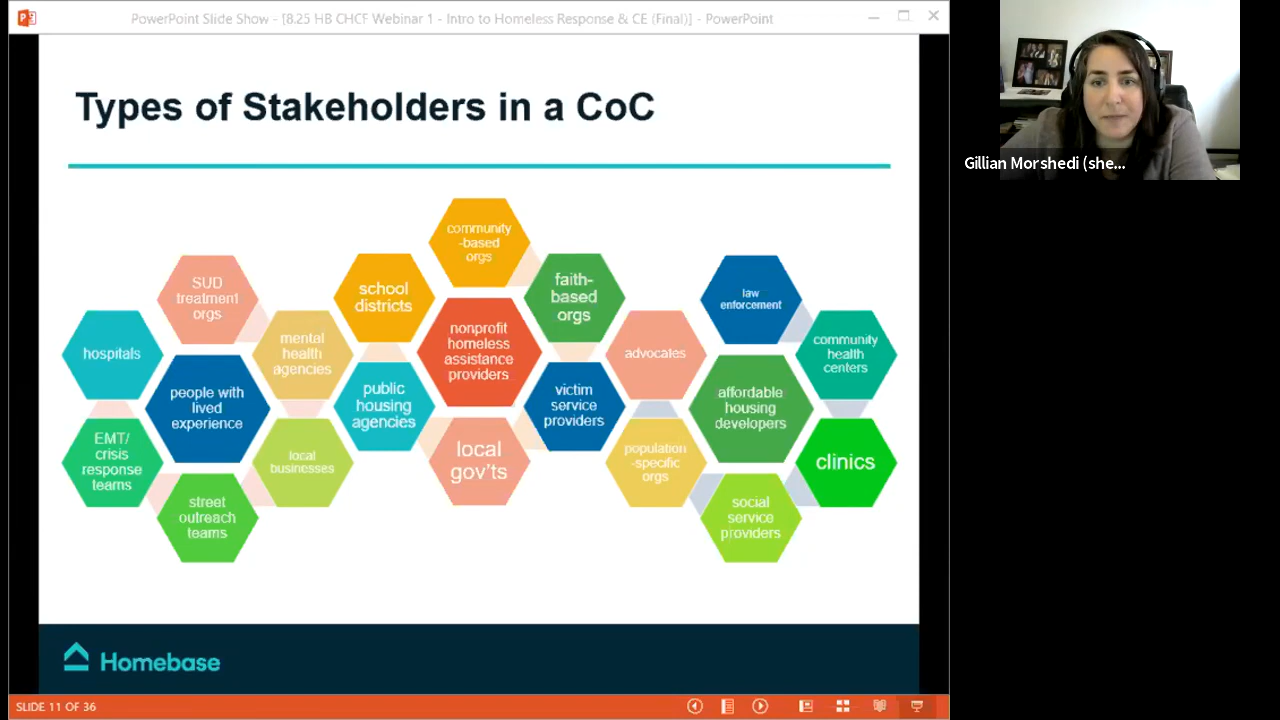 PowerPoint Slide Show - [8.25 HB CHCF Webinar 1 - Intro to Homeless Response & CE (Final)] - PowerPoint
Types of Stakeholders in a CoC
community
-based
orgs
SUD
treatment
orgs
school
districts
faith-
based
orgs
law
enforcement
hospitals
mental
health
agencies
nonprofit
homeless
assistance
providers
advocates
community
health
centers
people with
lived
experience
public
housing
agencies
victim
service
providers
affordable
housing
developers
EMT/
crisis
response
teams
local
businesses
local
gov'ts
population
-specific
orgs
clinics
street
outreach
teams
social
service
providers
Homebase
SLIDE 11 OF 36
Gillian Morshedi (she...